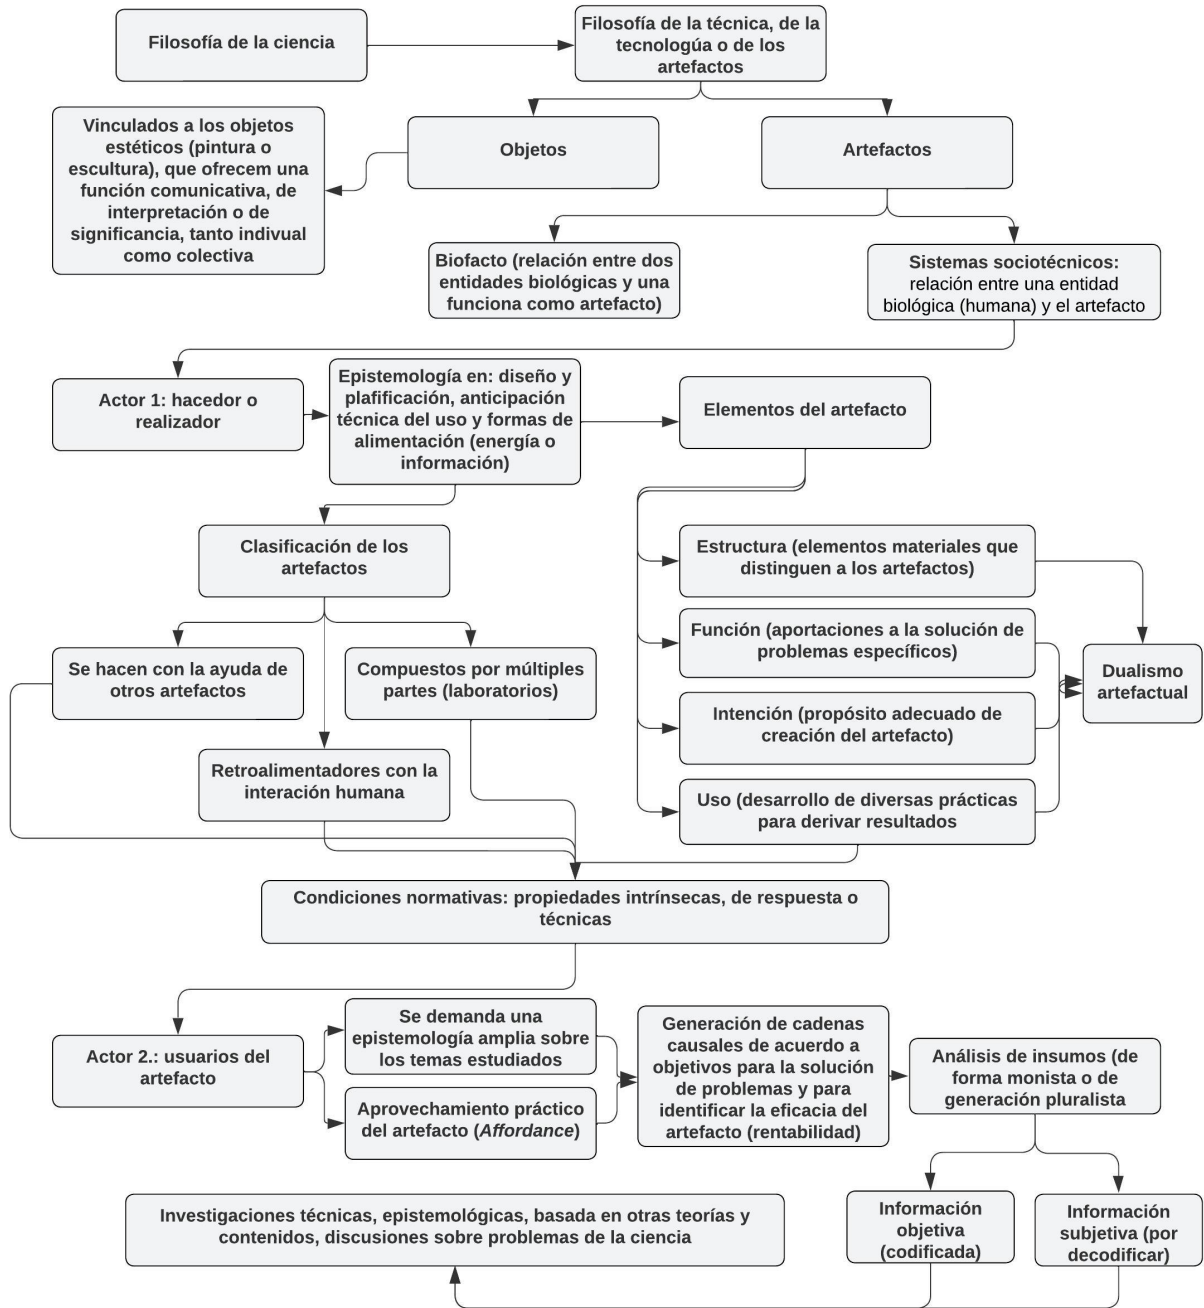 Filosofía de la ciencia
Filosofía de la técnica, de la
tecnologúa o de los
artefactos
Vinculados a los objetos
estéticos (pintura o
escultura), que ofrecem una
función comunicativa, de
interpretación o de
significancia, tanto indivual
como colectiva
Objetos
Artefactos
Biofacto (relación entre dos
entidades biológicas y una
funciona como artefacto)
Sistemas sociotécnicos:
relación entre una entidad
biológica (humana) y el artefacto
Actor 1: hacedor o
realizador
Epistemología en: diseño y
plafificación, anticipación
técnica del uso y formas de
alimentación (energía o
información)
Elementos del artefacto
Clasificación de los
artefactos
Estructura (elementos materiales que
distinguen a los artefactos)
Función (aportaciones a la solución de
problemas específicos)
Intención (propósito adecuado de
creación del artefacto)
Uso (desarrollo de diversas prácticas
para derivar resultados
Dualismo
artefactual
Se hacen con la ayuda de
otros artefactos
Compuestos por múltiples
partes (laboratorios)
Retroalimentadores con la
interación humana
Condiciones normativas: propiedades intrínsecas, de respuesta o
técnicas
Actor 2.: usuarios del
artefacto
Se demanda una
epistemología amplia sobre
los temas estudiados
Aprovechamiento práctico
del artefacto (Affordance)
Generación de cadenas
causales de acuerdo a
objetivos para la solución
de problemas y para
identificar la eficacia del
artefacto (rentabilidad)
Análisis de insumos (de
forma monista o de
generación pluralista
Información
objetiva
(codificada)
Información
subjetiva (por
decodificar)
Investigaciones técnicas, epistemológicas, basada en otras teorías y
contenidos, discusiones sobre problemas de la ciencia